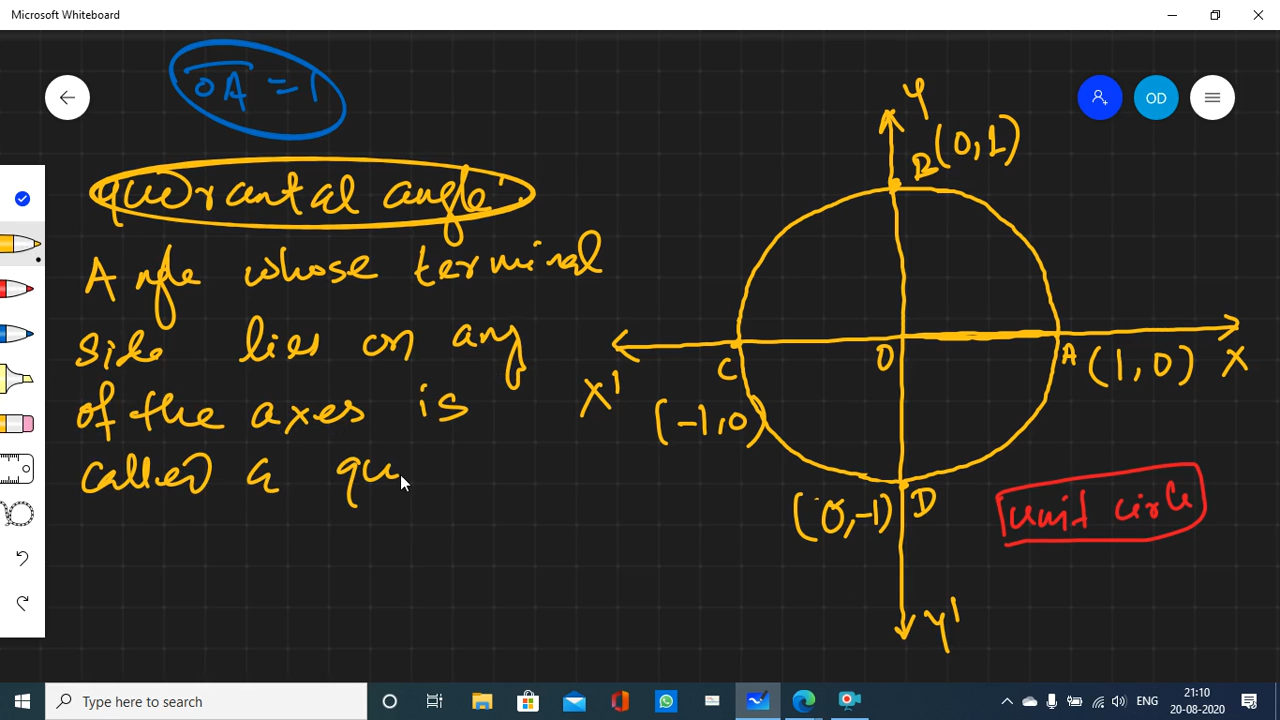 Microsoft Whiteboard
OA = 1
OD
Y
B (0,1)
quadrantal angle
A ngle whose terminal
side lies on any
of the axes is
called a qu
X'
C
(-1,0)
O
A (1,0)
X
(0,-1) D
unit circle
Y'
Type here to search
ENG
21:10
20-08-2020